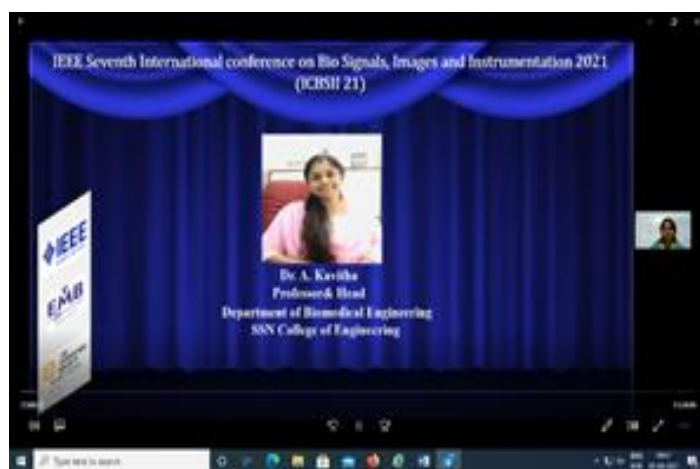 IEEE Seventh International conference on Bio Signals, Images and Instrumentation 2021
(ICBSII 21)
IEEE
EMB
Dr. A. Kavitha
Professor& Head
Department of Biomedical Engineering
SSN College of Engineering
Type here to search